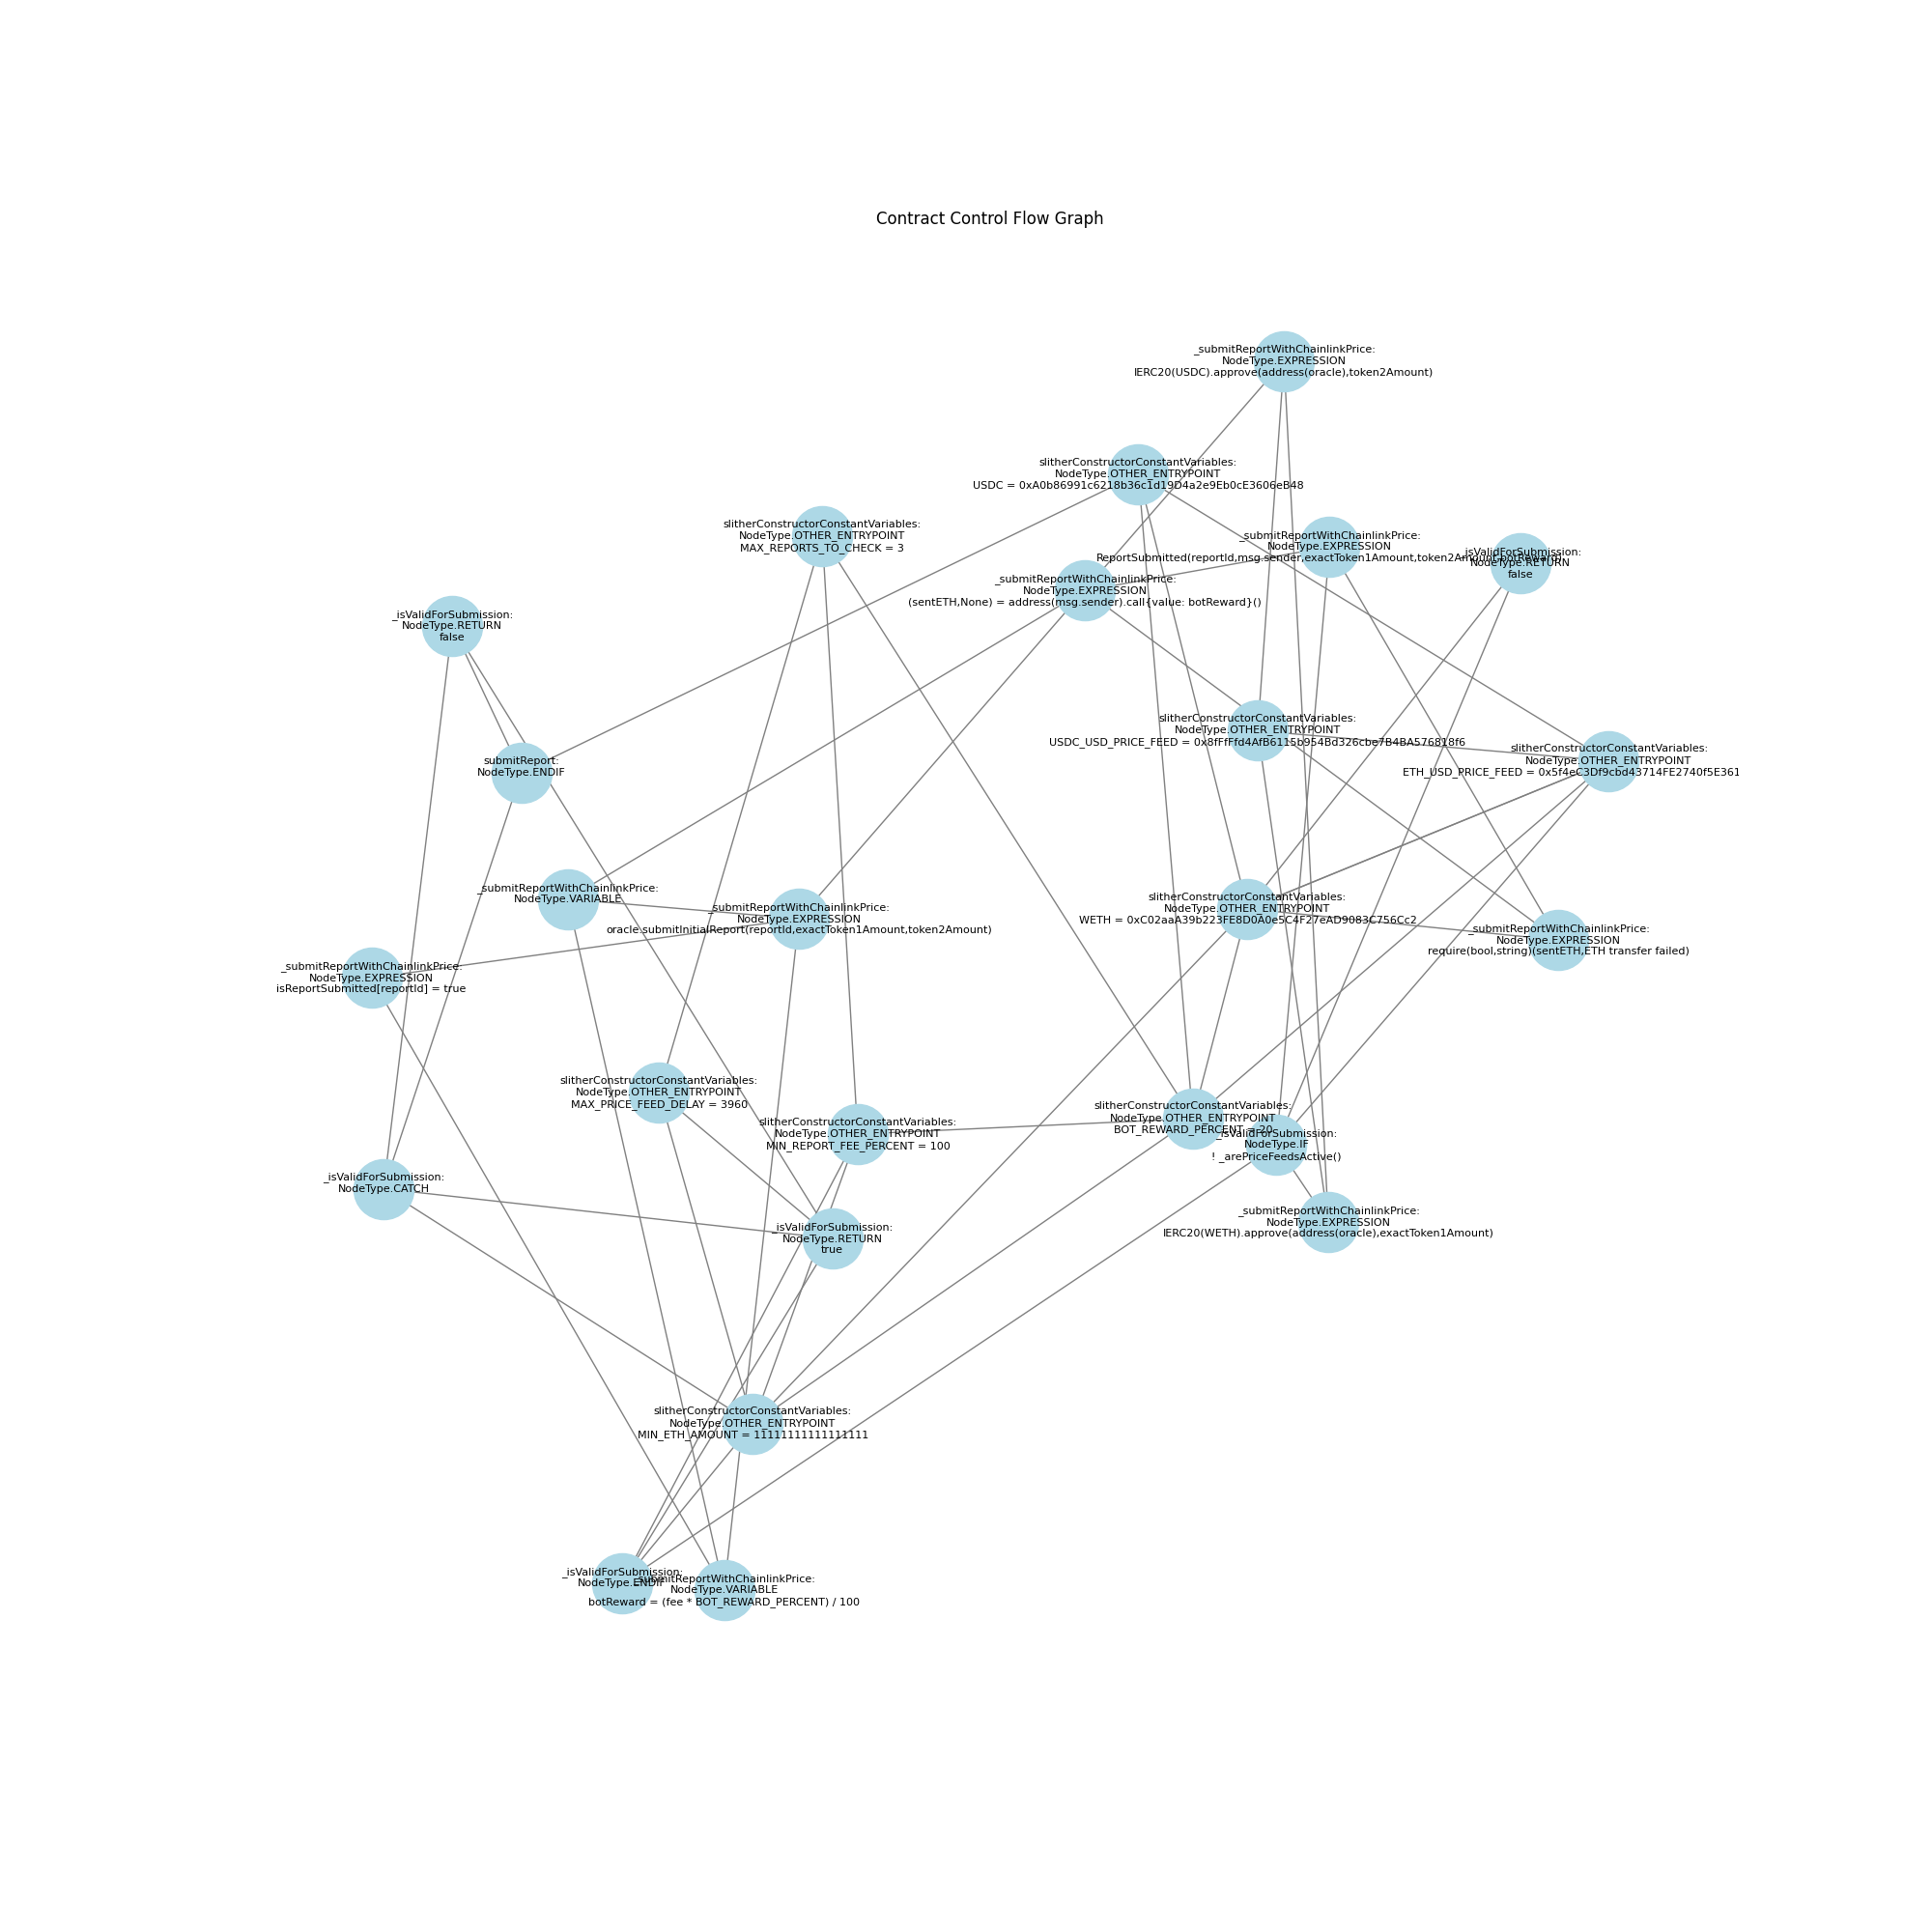 Contract Control Flow Graph
_submitReportWithChainlinkPrice:
NodeType.EXPRESSION
IERC20(USDC).approve(address(oracle),token2Amount)
slitherConstructorConstantVariables:
NodeType.OTHER_ENTRYPOINT
USDC = 0xA0b86991c6218b36c1d19D4a2e9Eb0cE3606eB48
slitherConstructorConstantVariables:
NodeType.OTHER_ENTRYPOINT
MAX_REPORTS_TO_CHECK = 3
_submitReportWithChainlinkPrice:
NodeType.EXPRESSION
ReportSubmitted(reportId,msg.sender,exactToken1Amount,token2Amount,botReward)
_isValidForSubmission:
NodeType.RETURN
false
_submitReportWithChainlinkPrice:
NodeType.EXPRESSION
(sentETH,None) = address(msg.sender).call{value: botReward}()
_isValidForSubmission:
NodeType.RETURN
false
slitherConstructorConstantVariables:
NodeType.OTHER_ENTRYPOINT
USDC_USD_PRICE_FEED = 0x8fFfFfd4AfB6115b954Bd326cbe7B4BA576818f6
slitherConstructorConstantVariables:
NodeType.OTHER_ENTRYPOINT
ETH_USD_PRICE_FEED = 0x5f4eC3Df9cbd43714FE2740f5E361
submitReport:
NodeType.ENDIF
_submitReportWithChainlinkPrice:
NodeType.VARIABLE
_submitReportWithChainlinkPrice:
NodeType.EXPRESSION
oracle.submitInitialReport(reportId,exactToken1Amount,token2Amount)
slitherConstructorConstantVariables:
NodeType.OTHER_ENTRYPOINT
WETH = 0xC02aaA39b223FE8D0A0e5C4F27eAD9083C756Cc2
_submitReportWithChainlinkPrice:
NodeType.EXPRESSION
require(bool,string)(sentETH,ETH transfer failed)
_submitReportWithChainlinkPrice:
NodeType.EXPRESSION
isReportSubmitted[reportId] = true
slitherConstructorConstantVariables:
NodeType.OTHER_ENTRYPOINT
MAX_PRICE_FEED_DELAY = 3960
slitherConstructorConstantVariables:
NodeType.OTHER_ENTRYPOINT
MIN_REPORT_FEE_PERCENT = 100
slitherConstructorConstantVariables:
NodeType.OTHER_ENTRYPOINT
BOT_REWARD_PERCENT = 20
_isValidForSubmission:
NodeType.IF
! _arePriceFeedsActive()
_isValidForSubmission:
NodeType.CATCH
_submitReportWithChainlinkPrice:
NodeType.EXPRESSION
IERC20(WETH).approve(address(oracle),exactToken1Amount)
_isValidForSubmission:
NodeType.RETURN
true
slitherConstructorConstantVariables:
NodeType.OTHER_ENTRYPOINT
MIN_ETH_AMOUNT = 11111111111111111
_isValidForSubmission:
NodeType.ENDIF
_submitReportWithChainlinkPrice:
NodeType.VARIABLE
botReward = (fee * BOT_REWARD_PERCENT) / 100